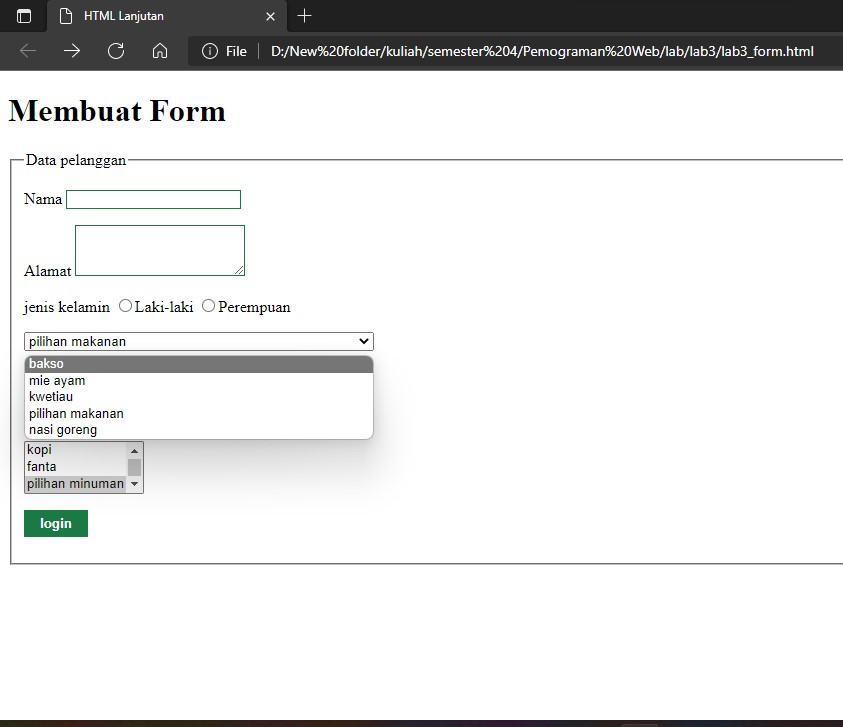 HTML Lanjutan
File D:/New%20folder/kuliah/semester%204/Pemograman%20Web/lab/lab3/lab3_form.html
Membuat Form
Data pelanggan
Nama
Alamat
jenis kelamin Laki-laki Perempuan
pilihan makanan
bakso
mie ayam
kwetiau
pilihan makanan
nasi goreng
kopi
fanta
pilihan minuman
login